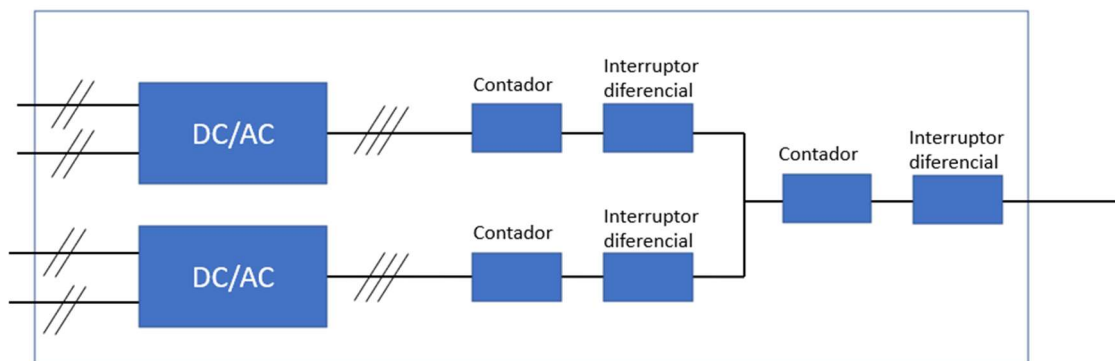 Contador
Interruptor
diferencial
DC/AC
Contador
Interruptor
diferencial
Contador
Interruptor
diferencial
DC/AC